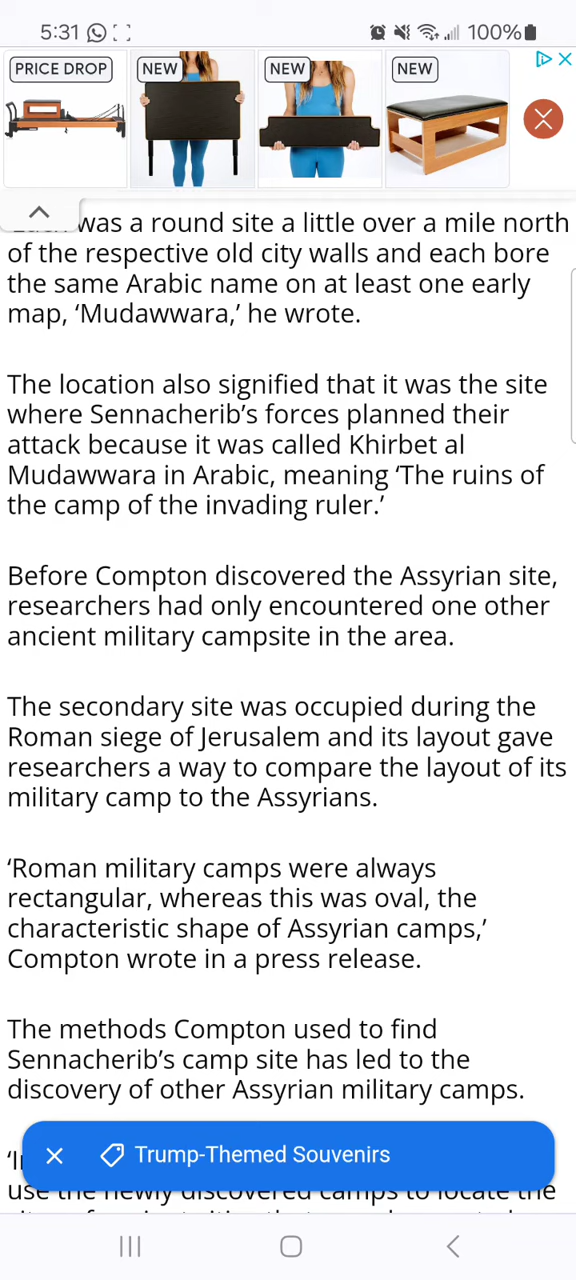 5:31
100%
PRICE DROP
NEW
NEW
NEW
was a round site a little over a mile north
of the respective old city walls and each bore
the same Arabic name on at least one early
map, ‘Mudawwara,’ he wrote.
The location also signified that it was the site
where Sennacherib’s forces planned their
attack because it was called Khirbet al
Mudawwara in Arabic, meaning ‘The ruins of
the camp of the invading ruler.’
Before Compton discovered the Assyrian site,
researchers had only encountered one other
ancient military campsite in the area.
The secondary site was occupied during the
Roman siege of Jerusalem and its layout gave
researchers a way to compare the layout of its
military camp to the Assyrians.
‘Roman military camps were always
rectangular, whereas this was oval, the
characteristic shape of Assyrian camps,’
Compton wrote in a press release.
The methods Compton used to find
Sennacherib’s camp site has led to the
discovery of other Assyrian military camps.
Trump-Themed Souvenirs
use the newly discovered camps to locate the